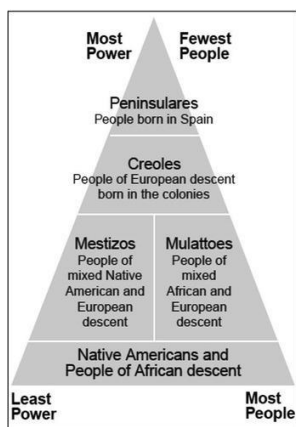 Most
Power
Fewest
People
Peninsulares
People born in Spain
Creoles
People of European descent
born in the colonies
Mestizos
People of
mixed Native
American and
European
descent
Mulattoes
People of
mixed
African and
European
descent
Native Americans and
People of African descent
Least
Power
Most
People